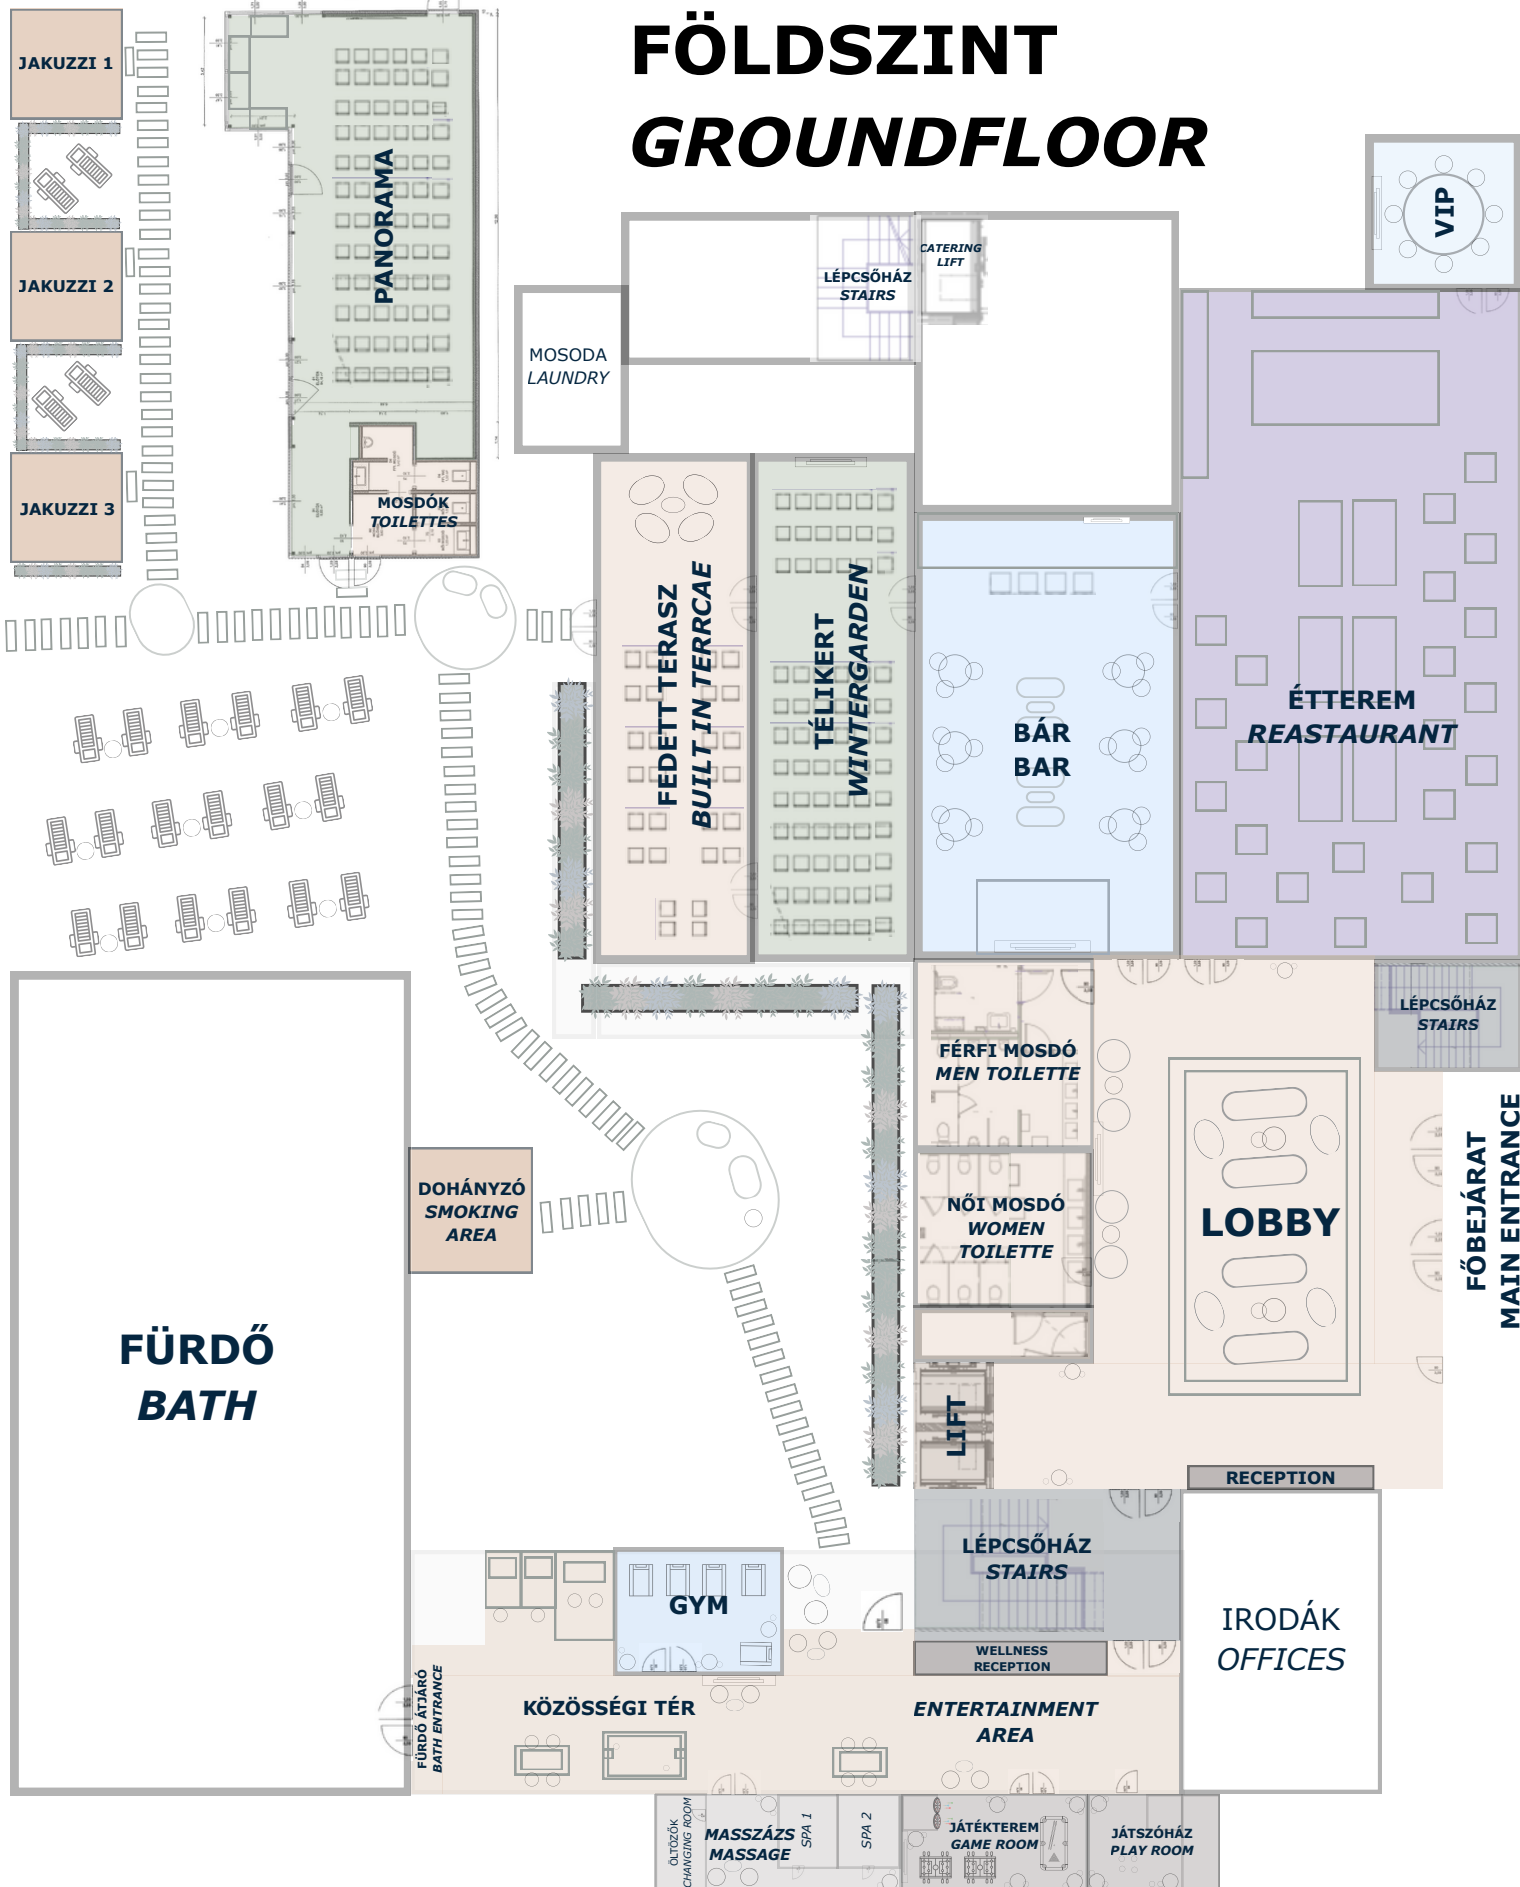 FÖLDSZINT
GROUNDFLOOR
JAKUZZI 1
JAKUZZI 2
JAKUZZI 3
PANORAMA
MOSDÓK
TOILETTES
VIP
CATERING
LIFT
LÉPCSŐHÁZ
STAIRS
MOSODA
LAUNDRY
FEDETT TERASZ
BUILT IN TERRCAE
TÉLIKERT
WINTERGARDEN
BÁR
BAR
ÉTTEREM
REASTAURANT
LÉPCSŐHÁZ
STAIRS
FÉRFI MOSDÓ
MEN TOILETTE
NŐI MOSDÓ
WOMEN
TOILETTE
LOBBY
FŐBEJÁRAT
MAIN ENTRANCE
DOHÁNYZÓ
SMOKING
AREA
FÜRDŐ
BATH
LIFT
RECEPTION
LÉPCSŐHÁZ
STAIRS
GYM
IRODÁK
OFFICES
WELLNESS
RECEPTION
FÜRDŐ ÁTJÁRÓ
BATH ENTRANCE
KÖZÖSSÉGI TÉR
ENTERTAINMENT
AREA
ÖLTÖZŐK
CHANGING ROOM
MASSZÁZS
MASSAGE
SPA 1
SPA 2
JÁTÉKTEREM
GAME ROOM
JÁTSZÓHÁZ
PLAY ROOM